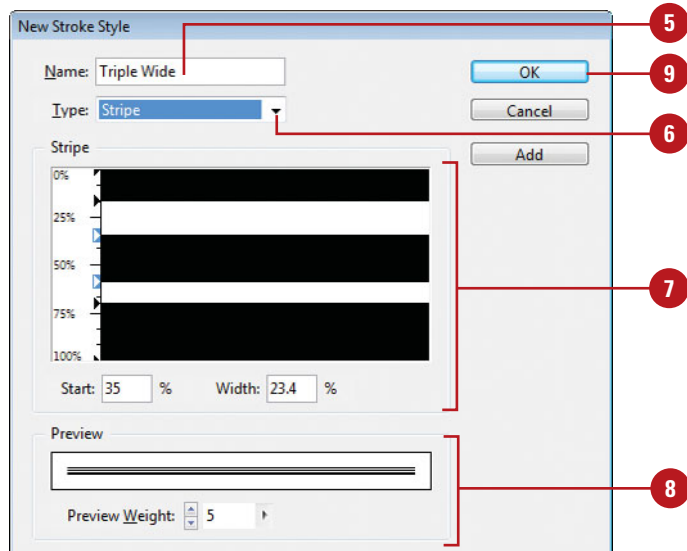 New Stroke Style
5
Name: Triple Wide
OK
9
Type: Stripe
Cancel
6
Stripe
Add
0%
25%
50%
7
75%
100%
Start: 35 % Width: 23.4 %
Preview
8
Preview Weight: 5